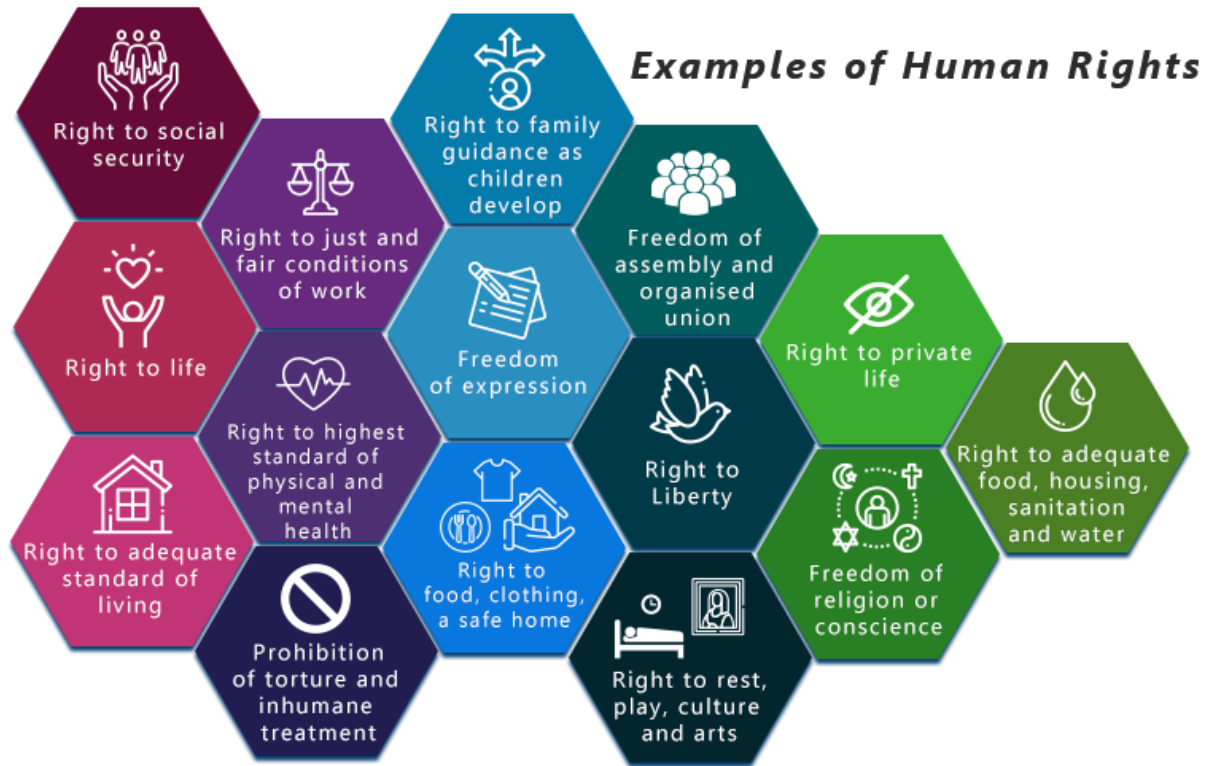 Examples of Human Rights
Right to social
security
Right to life
Right to adequate
standard of
living
Right to just and
fair conditions
of work
Right to highest
standard of
physical and
mental
health
Prohibition
of torture and
inhumane
treatment
Right to family
guidance as
children
develop
Freedom
of expression
Right to
food, clothing,
a safe home
Freedom of
assembly and
organised
union
Right to
Liberty
Right to rest,
play, culture
and arts
Right to private
life
Freedom of
religion or
conscience
Right to adequate
food, housing,
sanitation
and water